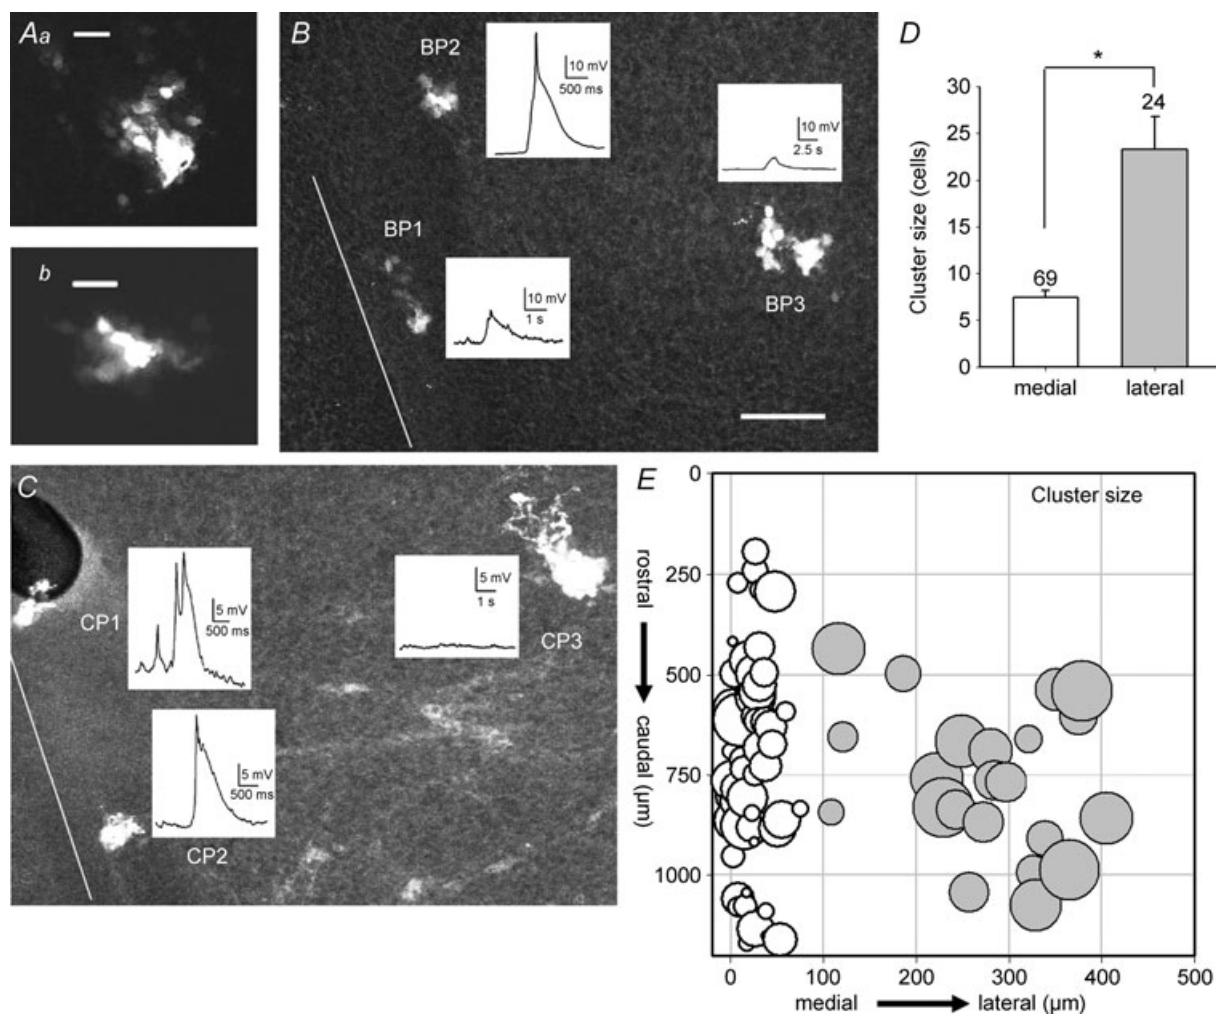 Aa
b
B
BP2
10 mV
500 ms
10 mV
2.5 s
BP1
10 mV
1 s
BP3
D
*
30
25
20
15
10
5
0
Cluster size (cells)
69
24
medial
lateral
C
CP1
5 mV
500 ms
5 mV
1 s
CP3
5 mV
500 ms
CP2
E
Cluster size
0
250
500
750
1000
rostral
caudal (µm)
0
100
200
300
400
500
medial
lateral (µm)